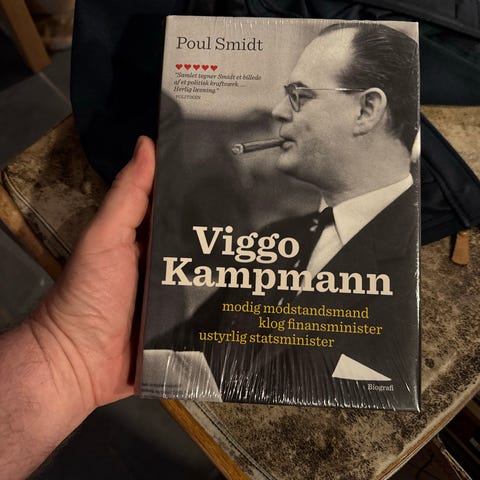 Poul Smidt
"Samlet tegner Smidt et billede
af et politisk kraftværk. ...
Herlig læsning."
POLITIKEN
Viggo
Kampmann
modig modstandsmand
klog finansminister
ustyrlig statsminister
Biografi